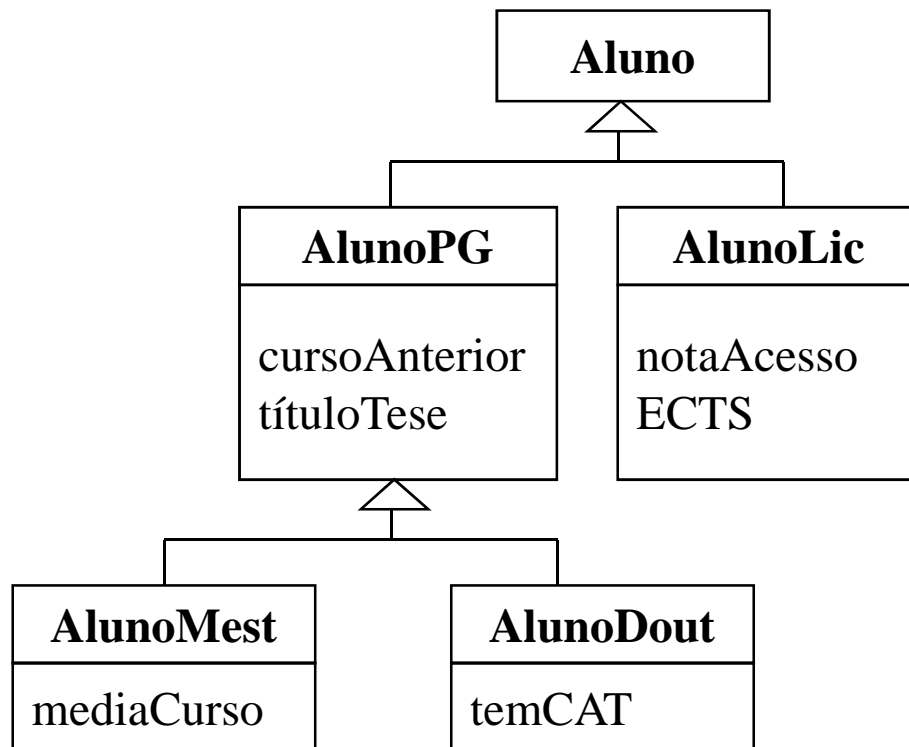 Aluno
AlunoPG
cursoAnterior
títuloTese
AlunoLic
notaAcesso
ECTS
AlunoMest
mediaCurso
AlunoDout
temCAT